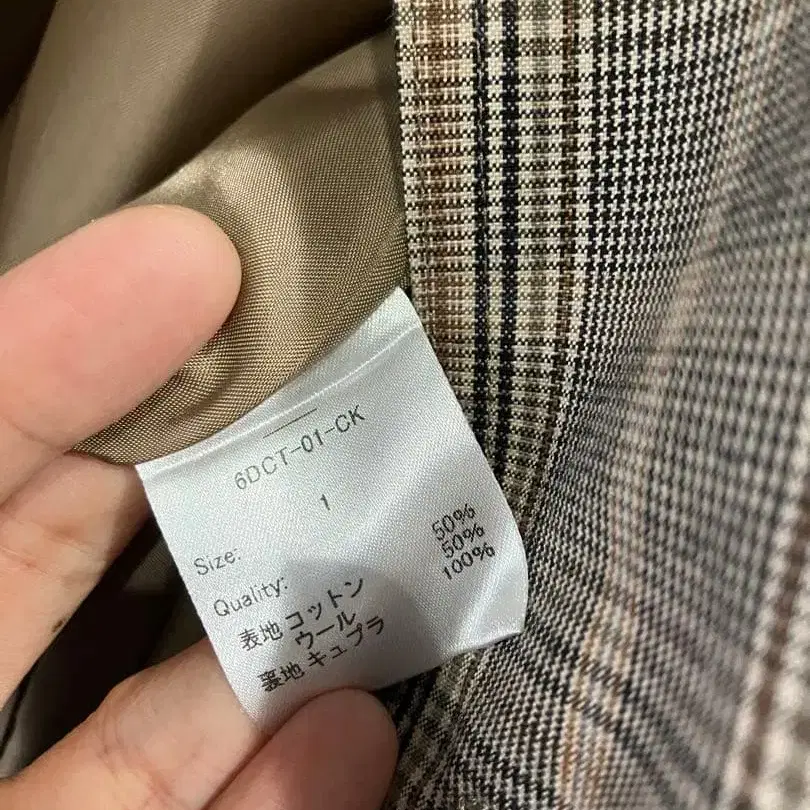 6DCT-01-CK
Size: 1
Quality:
表地 コットン 50%
ウール 50%
裏地 キュプラ 100%